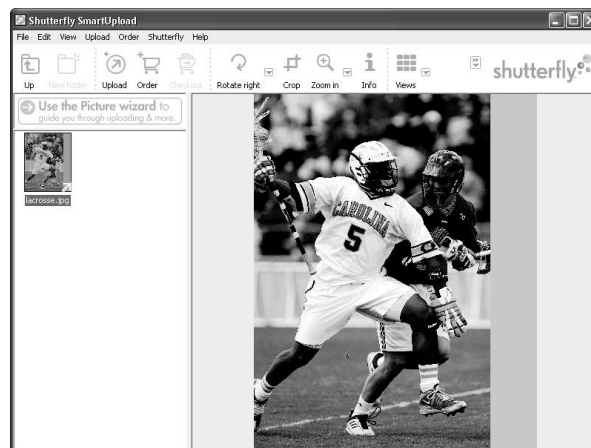 Shutterfly SmartUpload
File Edit View Upload Order Shutterfly Help
Up New folder Upload Order Checkout Rotate right Crop Zoom in Info Views
shutterfly
Use the Picture wizard to
guide you through uploading & more...
lacrosse.jpg
CAROLINA
5